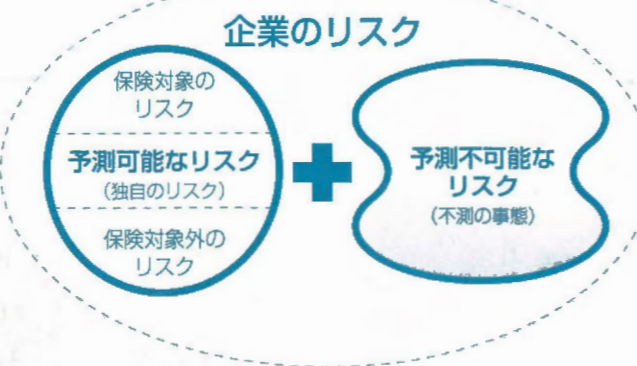 企業のリスク
保険対象の
リスク
予測可能なリスク
(独自のリスク)
保険対象外の
リスク
予測不可能な
リスク
(不測の事態)